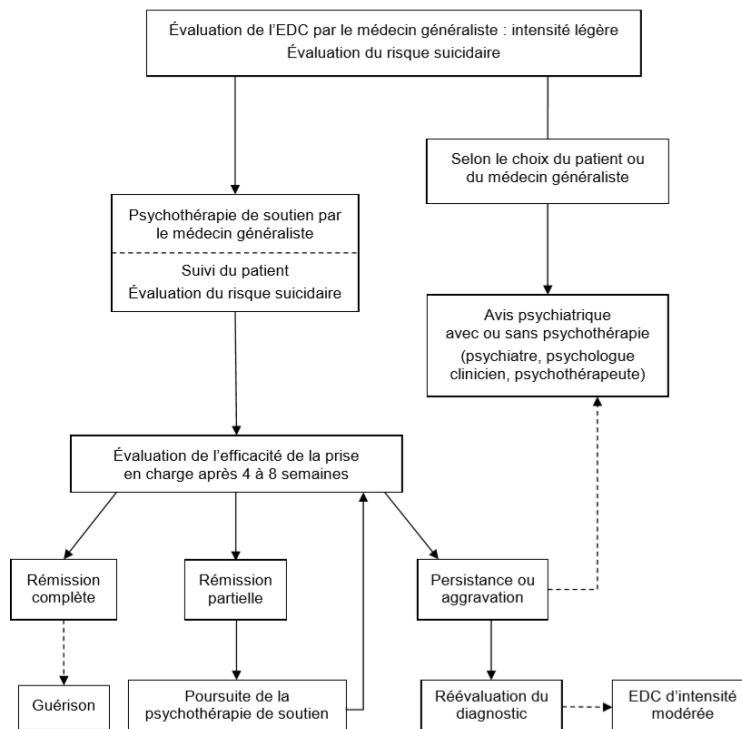 Évaluation de l’EDC par le médecin généraliste : intensité légère
Évaluation du risque suicidaire
Selon le choix du patient ou
du médecin généraliste
Psychothérapie de soutien par
le médecin généraliste
Suivi du patient
Évaluation du risque suicidaire
Avis psychiatrique
avec ou sans psychothérapie
(psychiatre, psychologue
clinicien, psychothérapeute)
Évaluation de l’efficacité de la prise
en charge après 4 à 8 semaines
Rémission
complète
Rémission
partielle
Persistance ou
aggravation
Guérison
Poursuite de la
psychothérapie de soutien
Réévaluation du
diagnostic
EDC d’intensité
modérée